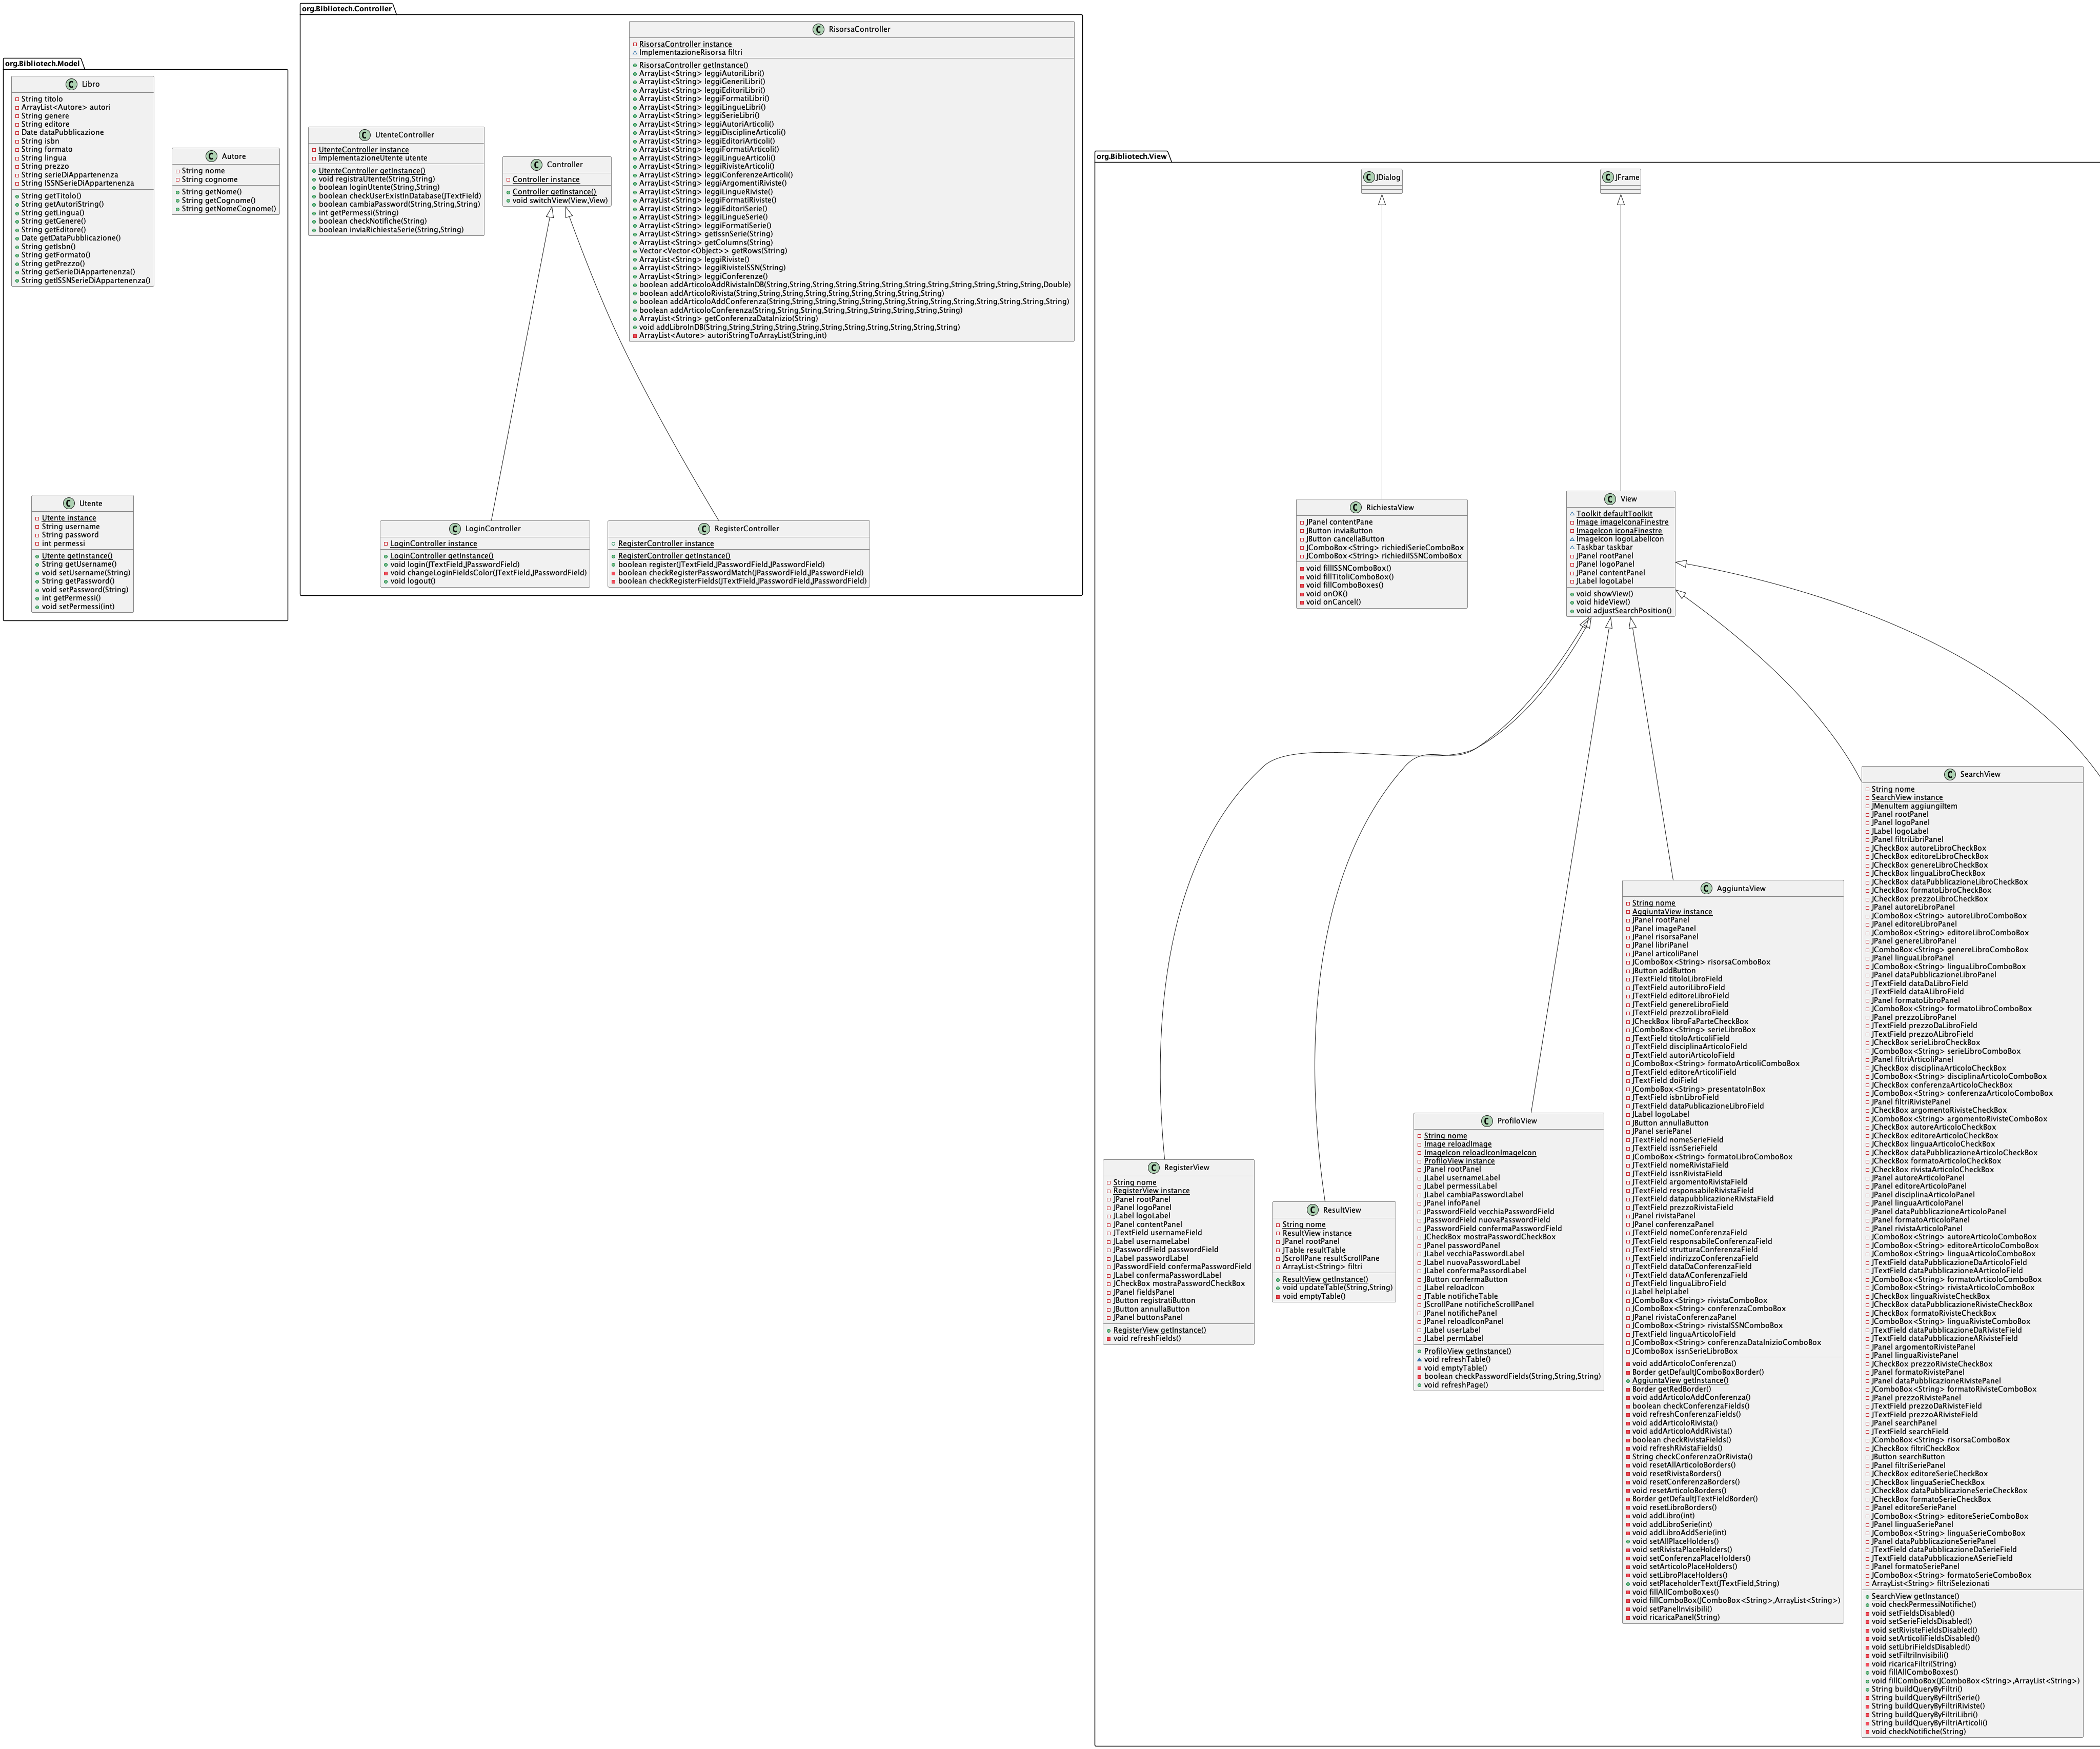 org.Bibliotech.Model
Libro
String titolo
ArrayList<Autore> autori
String genere
String editore
Date dataPubblicazione
String isbn
String formato
String lingua
String prezzo
String serieDiAppartenenza
String ISSNSerieDiAppartenenza
String getTitolo()
String getAutoriString()
String getLingua()
String getGenere()
String getEditore()
Date getDataPubblicazione()
String getIsbn()
String getFormato()
String getPrezzo()
String getSerieDiAppartenenza()
String getISSNSerieDiAppartenenza()
Autore
String nome
String cognome
String getNome()
String getCognome()
String getNomeCognome()
Utente
Utente instance
String username
String password
int permessi
Utente getInstance()
String getUsername()
void setUsername(String)
String getPassword()
void setPassword(String)
int getPermessi()
void setPermessi(int)
org.Bibliotech.Controller
UtenteController
UtenteController instance
ImplementazioneUtente utente
UtenteController getInstance()
void registraUtente(String,String)
boolean loginUtente(String,String)
boolean checkUserExistInDatabase(JTextField)
boolean cambiaPassword(String,String,String)
int getPermessi(String)
boolean checkNotifiche(String)
boolean inviaRichiestaSerie(String,String)
Controller
Controller instance
Controller getInstance()
void switchView(View,View)
RisorsaController
RisorsaController instance
ImplementazioneRisorsa filtri
RisorsaController getInstance()
ArrayList<String> leggiAutoriLibri()
ArrayList<String> leggiGeneriLibri()
ArrayList<String> leggiEditoriLibri()
ArrayList<String> leggiFormatiLibri()
ArrayList<String> leggiLingueLibri()
ArrayList<String> leggiSerieLibri()
ArrayList<String> leggiAutoriArticoli()
ArrayList<String> leggiDisciplineArticoli()
ArrayList<String> leggiEditoriArticoli()
ArrayList<String> leggiFormatiArticoli()
ArrayList<String> leggiLingueArticoli()
ArrayList<String> leggiRivisteArticoli()
ArrayList<String> leggiConferenzeArticoli()
ArrayList<String> leggiArgomentiRiviste()
ArrayList<String> leggiLingueRiviste()
ArrayList<String> leggiFormatiRiviste()
ArrayList<String> leggiEditoriSerie()
ArrayList<String> leggiLingueSerie()
ArrayList<String> leggiFormatiSerie()
ArrayList<String> getIssnSerie(String)
ArrayList<String> getColumns(String)
Vector<Vector<Object>> getRows(String)
ArrayList<String> leggiRiviste()
ArrayList<String> leggiRivisteISSN(String)
ArrayList<String> leggiConferenze()
boolean addArticoloAddRivistaInDB(String,String,String,String,String,String,String,String,String,String,String,Double)
boolean addArticoloRivista(String,String,String,String,String,String,String,String,String)
boolean addArticoloAddConferenza(String,String,String,String,String,String,String,String,String,String,String,String,String)
boolean addArticoloConferenza(String,String,String,String,String,String,String,String,String)
ArrayList<String> getConferenzaDataInizio(String)
void addLibroInDB(String,String,String,String,String,String,String,String,String,String,String)
ArrayList<Autore> autoriStringToArrayList(String,int)
LoginController
LoginController instance
LoginController getInstance()
void login(JTextField,JPasswordField)
void changeLoginFieldsColor(JTextField,JPasswordField)
void logout()
RegisterController
RegisterController instance
RegisterController getInstance()
boolean register(JTextField,JPasswordField,JPasswordField)
boolean checkRegisterPasswordMatch(JPasswordField,JPasswordField)
boolean checkRegisterFields(JTextField,JPasswordField,JPasswordField)
org.Bibliotech.View
JDialog
JFrame
RichiestaView
JPanel contentPane
JButton inviaButton
JButton cancellaButton
JComboBox<String> richiediSerieComboBox
JComboBox<String> richiediISSNComboBox
void fillISSNComboBox()
void fillTitoliComboBox()
void fillComboBoxes()
void onOK()
void onCancel()
View
Toolkit defaultToolkit
Image imageIconaFinestre
ImageIcon iconaFinestre
ImageIcon logoLabelIcon
Taskbar taskbar
JPanel rootPanel
JPanel logoPanel
JPanel contentPanel
JLabel logoLabel
void showView()
void hideView()
void adjustSearchPosition()
RegisterView
String nome
RegisterView instance
JPanel rootPanel
JPanel logoPanel
JLabel logoLabel
JPanel contentPanel
JTextField usernameField
JLabel usernameLabel
JPasswordField passwordField
JLabel passwordLabel
JPasswordField confermaPasswordField
JLabel confermaPasswordLabel
JCheckBox mostraPasswordCheckBox
JPanel fieldsPanel
JButton registratiButton
JButton annullaButton
JPanel buttonsPanel
RegisterView getInstance()
void refreshFields()
ResultView
String nome
ResultView instance
JPanel rootPanel
JTable resultTable
JScrollPane resultScrollPane
ArrayList<String> filtri
ResultView getInstance()
void updateTable(String,String)
void emptyTable()
ProfiloView
String nome
Image reloadImage
ImageIcon reloadIconImageIcon
ProfiloView instance
JPanel rootPanel
JLabel usernameLabel
JLabel permessiLabel
JLabel cambiaPasswordLabel
JPanel infoPanel
JPasswordField vecchiaPasswordField
JPasswordField nuovaPasswordField
JPasswordField confermaPasswordField
JCheckBox mostraPasswordCheckBox
JPanel passwordPanel
JLabel vecchiaPasswordLabel
JLabel nuovaPasswordLabel
JLabel confermaPassordLabel
JButton confermaButton
JLabel reloadIcon
JTable notificheTable
JScrollPane notificheScrollPanel
JPanel notifichePanel
JPanel reloadIconPanel
JLabel userLabel
JLabel permLabel
ProfiloView getInstance()
void refreshTable()
void emptyTable()
boolean checkPasswordFields(String,String,String)
void refreshPage()
AggiuntaView
String nome
AggiuntaView instance
JPanel rootPanel
JPanel imagePanel
JPanel risorsaPanel
JPanel libriPanel
JPanel articoliPanel
JComboBox<String> risorsaComboBox
JButton addButton
JTextField titoloLibroField
JTextField autoriLibroField
JTextField editoreLibroField
JTextField genereLibroField
JTextField prezzoLibroField
JCheckBox libroFaParteCheckBox
JComboBox<String> serieLibroBox
JTextField titoloArticoliField
JTextField disciplinaArticoloField
JTextField autoriArticoloField
JComboBox<String> formatoArticoliComboBox
JTextField editoreArticoliField
JTextField doiField
JComboBox<String> presentatoInBox
JTextField isbnLibroField
JTextField dataPublicazioneLibroField
JLabel logoLabel
JButton annullaButton
JPanel seriePanel
JTextField nomeSerieField
JTextField issnSerieField
JComboBox<String> formatoLibroComboBox
JTextField nomeRivistaField
JTextField issnRivistaField
JTextField argomentoRivistaField
JTextField responsabileRivistaField
JTextField datapubblicazioneRivistaField
JTextField prezzoRivistaField
JPanel rivistaPanel
JPanel conferenzaPanel
JTextField nomeConferenzaField
JTextField responsabileConferenzaField
JTextField strutturaConferenzaField
JTextField indirizzoConferenzaField
JTextField dataDaConferenzaField
JTextField dataAConferenzaField
JTextField linguaLibroField
JLabel helpLabel
JComboBox<String> rivistaComboBox
JComboBox<String> conferenzaComboBox
JPanel rivistaConferenzaPanel
JComboBox<String> rivistaISSNComboBox
JTextField linguaArticoloField
JComboBox<String> conferenzaDataInizioComboBox
JComboBox issnSerieLibroBox
void addArticoloConferenza()
Border getDefaultJComboBoxBorder()
AggiuntaView getInstance()
Border getRedBorder()
void addArticoloAddConferenza()
boolean checkConferenzaFields()
void refreshConferenzaFields()
void addArticoloRivista()
void addArticoloAddRivista()
boolean checkRivistaFields()
void refreshRivistaFields()
String checkConferenzaOrRivista()
void resetAllArticoloBorders()
void resetRivistaBorders()
void resetConferenzaBorders()
void resetArticoloBorders()
Border getDefaultJTextFieldBorder()
void resetLibroBorders()
void addLibro(int)
void addLibroSerie(int)
void addLibroAddSerie(int)
void setAllPlaceHolders()
void setRivistaPlaceHolders()
void setConferenzaPlaceHolders()
void setArticoloPlaceHolders()
void setLibroPlaceHolders()
void setPlaceholderText(JTextField,String)
void fillAllComboBoxes()
void fillComboBox(JComboBox<String>,ArrayList<String>)
void setPanelInvisibili()
void ricaricaPanel(String)
SearchView
String nome
SearchView instance
JMenuItem aggiungiItem
JPanel rootPanel
JPanel logoPanel
JLabel logoLabel
JPanel filtriLibriPanel
JCheckBox autoreLibroCheckBox
JCheckBox editoreLibroCheckBox
JCheckBox genereLibroCheckBox
JCheckBox linguaLibroCheckBox
JCheckBox dataPubblicazioneLibroCheckBox
JCheckBox formatoLibroCheckBox
JCheckBox prezzoLibroCheckBox
JPanel autoreLibroPanel
JComboBox<String> autoreLibroComboBox
JPanel editoreLibroPanel
JComboBox<String> editoreLibroComboBox
JPanel genereLibroPanel
JComboBox<String> genereLibroComboBox
JPanel linguaLibroPanel
JComboBox<String> linguaLibroComboBox
JPanel dataPubblicazioneLibroPanel
JTextField dataDaLibroField
JTextField dataALibroField
JPanel formatoLibroPanel
JComboBox<String> formatoLibroComboBox
JPanel prezzoLibroPanel
JTextField prezzoDaLibroField
JTextField prezzoALibroField
JCheckBox serieLibroCheckBox
JComboBox<String> serieLibroComboBox
JPanel filtriArticoliPanel
JCheckBox disciplinaArticoloCheckBox
JComboBox<String> disciplinaArticoloComboBox
JCheckBox conferenzaArticoloCheckBox
JComboBox<String> conferenzaArticoloComboBox
JPanel filtriRivistePanel
JCheckBox argomentoRivisteCheckBox
JComboBox<String> argomentoRivisteComboBox
JCheckBox autoreArticoloCheckBox
JCheckBox editoreArticoloCheckBox
JCheckBox linguaArticoloCheckBox
JCheckBox dataPubblicazioneArticoloCheckBox
JCheckBox formatoArticoloCheckBox
JCheckBox rivistaArticoloCheckBox
JPanel autoreArticoloPanel
JPanel editoreArticoloPanel
JPanel disciplinaArticoloPanel
JPanel linguaArticoloPanel
JPanel dataPubblicazioneArticoloPanel
JPanel formatoArticoloPanel
JPanel rivistaArticoloPanel
JComboBox<String> autoreArticoloComboBox
JComboBox<String> editoreArticoloComboBox
JComboBox<String> linguaArticoloComboBox
JTextField dataPubblicazioneDaArticoloField
JTextField dataPubblicazioneAArticoloField
JComboBox<String> formatoArticoloComboBox
JComboBox<String> rivistaArticoloComboBox
JCheckBox linguaRivisteCheckBox
JCheckBox dataPubblicazioneRivisteCheckBox
JCheckBox formatoRivisteCheckBox
JComboBox<String> linguaRivisteComboBox
JTextField dataPubblicazioneDaRivisteField
JTextField dataPubblicazioneARivisteField
JPanel argomentoRivistePanel
JPanel linguaRivistePanel
JCheckBox prezzoRivisteCheckBox
JPanel formatoRivistePanel
JPanel dataPubblicazioneRivistePanel
JComboBox<String> formatoRivisteComboBox
JPanel prezzoRivistePanel
JTextField prezzoDaRivisteField
JTextField prezzoARivisteField
JPanel searchPanel
JTextField searchField
JComboBox<String> risorsaComboBox
JCheckBox filtriCheckBox
JButton searchButton
JPanel filtriSeriePanel
JCheckBox editoreSerieCheckBox
JCheckBox linguaSerieCheckBox
JCheckBox dataPubblicazioneSerieCheckBox
JCheckBox formatoSerieCheckBox
JPanel editoreSeriePanel
JComboBox<String> editoreSerieComboBox
JPanel linguaSeriePanel
JComboBox<String> linguaSerieComboBox
JPanel dataPubblicazioneSeriePanel
JTextField dataPubblicazioneDaSerieField
JTextField dataPubblicazioneASerieField
JPanel formatoSeriePanel
JComboBox<String> formatoSerieComboBox
ArrayList<String> filtriSelezionati
SearchView getInstance()
void checkPermessiNotifiche()
void setFieldsDisabled()
void setSerieFieldsDisabled()
void setRivisteFieldsDisabled()
void setArticoliFieldsDisabled()
void setLibriFieldsDisabled()
void setFiltriInvisibili()
void ricaricaFiltri(String)
void fillAllComboBoxes()
void fillComboBox(JComboBox<String>,ArrayList<String>)
String buildQueryByFiltri()
String buildQueryByFiltriSerie()
String buildQueryByFiltriRiviste()
String buildQueryByFiltriLibri()
String buildQueryByFiltriArticoli()
void checkNotifiche(String)